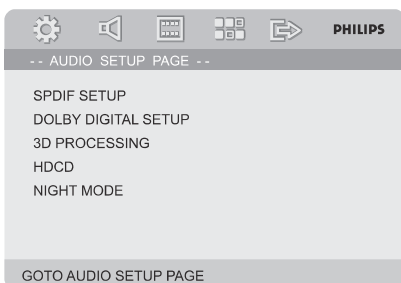 PHILIPS
-- AUDIO SETUP PAGE --
SPDIF SETUP
DOLBY DIGITAL SETUP
3D PROCESSING
HDCD
NIGHT MODE
GOTO AUDIO SETUP PAGE